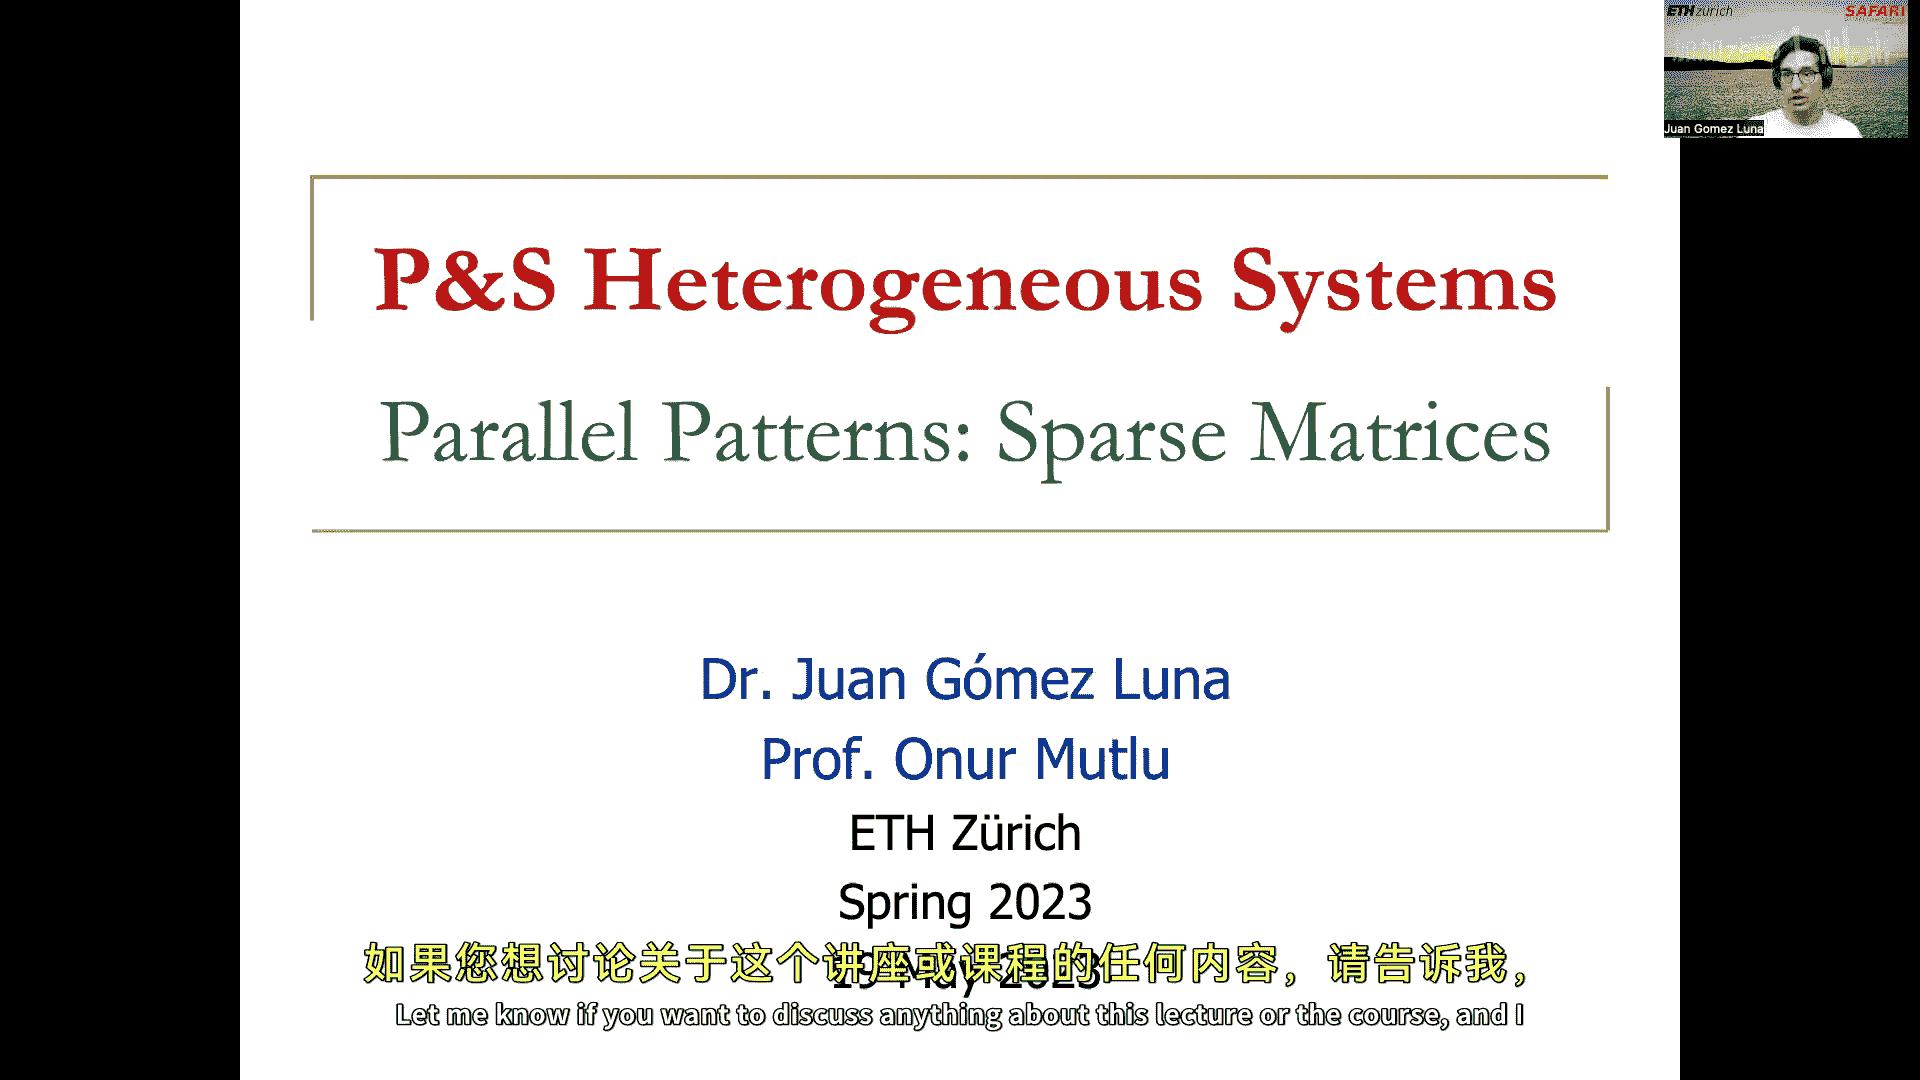 ETH zürich
SAFARI
Juan Gomez Luna
P&S Heterogeneous Systems
Parallel Patterns: Sparse Matrices
Dr. Juan Gómez Luna
Prof. Onur Mutlu
ETH Zürich
Spring 2023
19 May 2023
如果您想讨论关于这个讲座或课程的任何内容，请告诉我，
Let me know if you want to discuss anything about this lecture or the course, and I